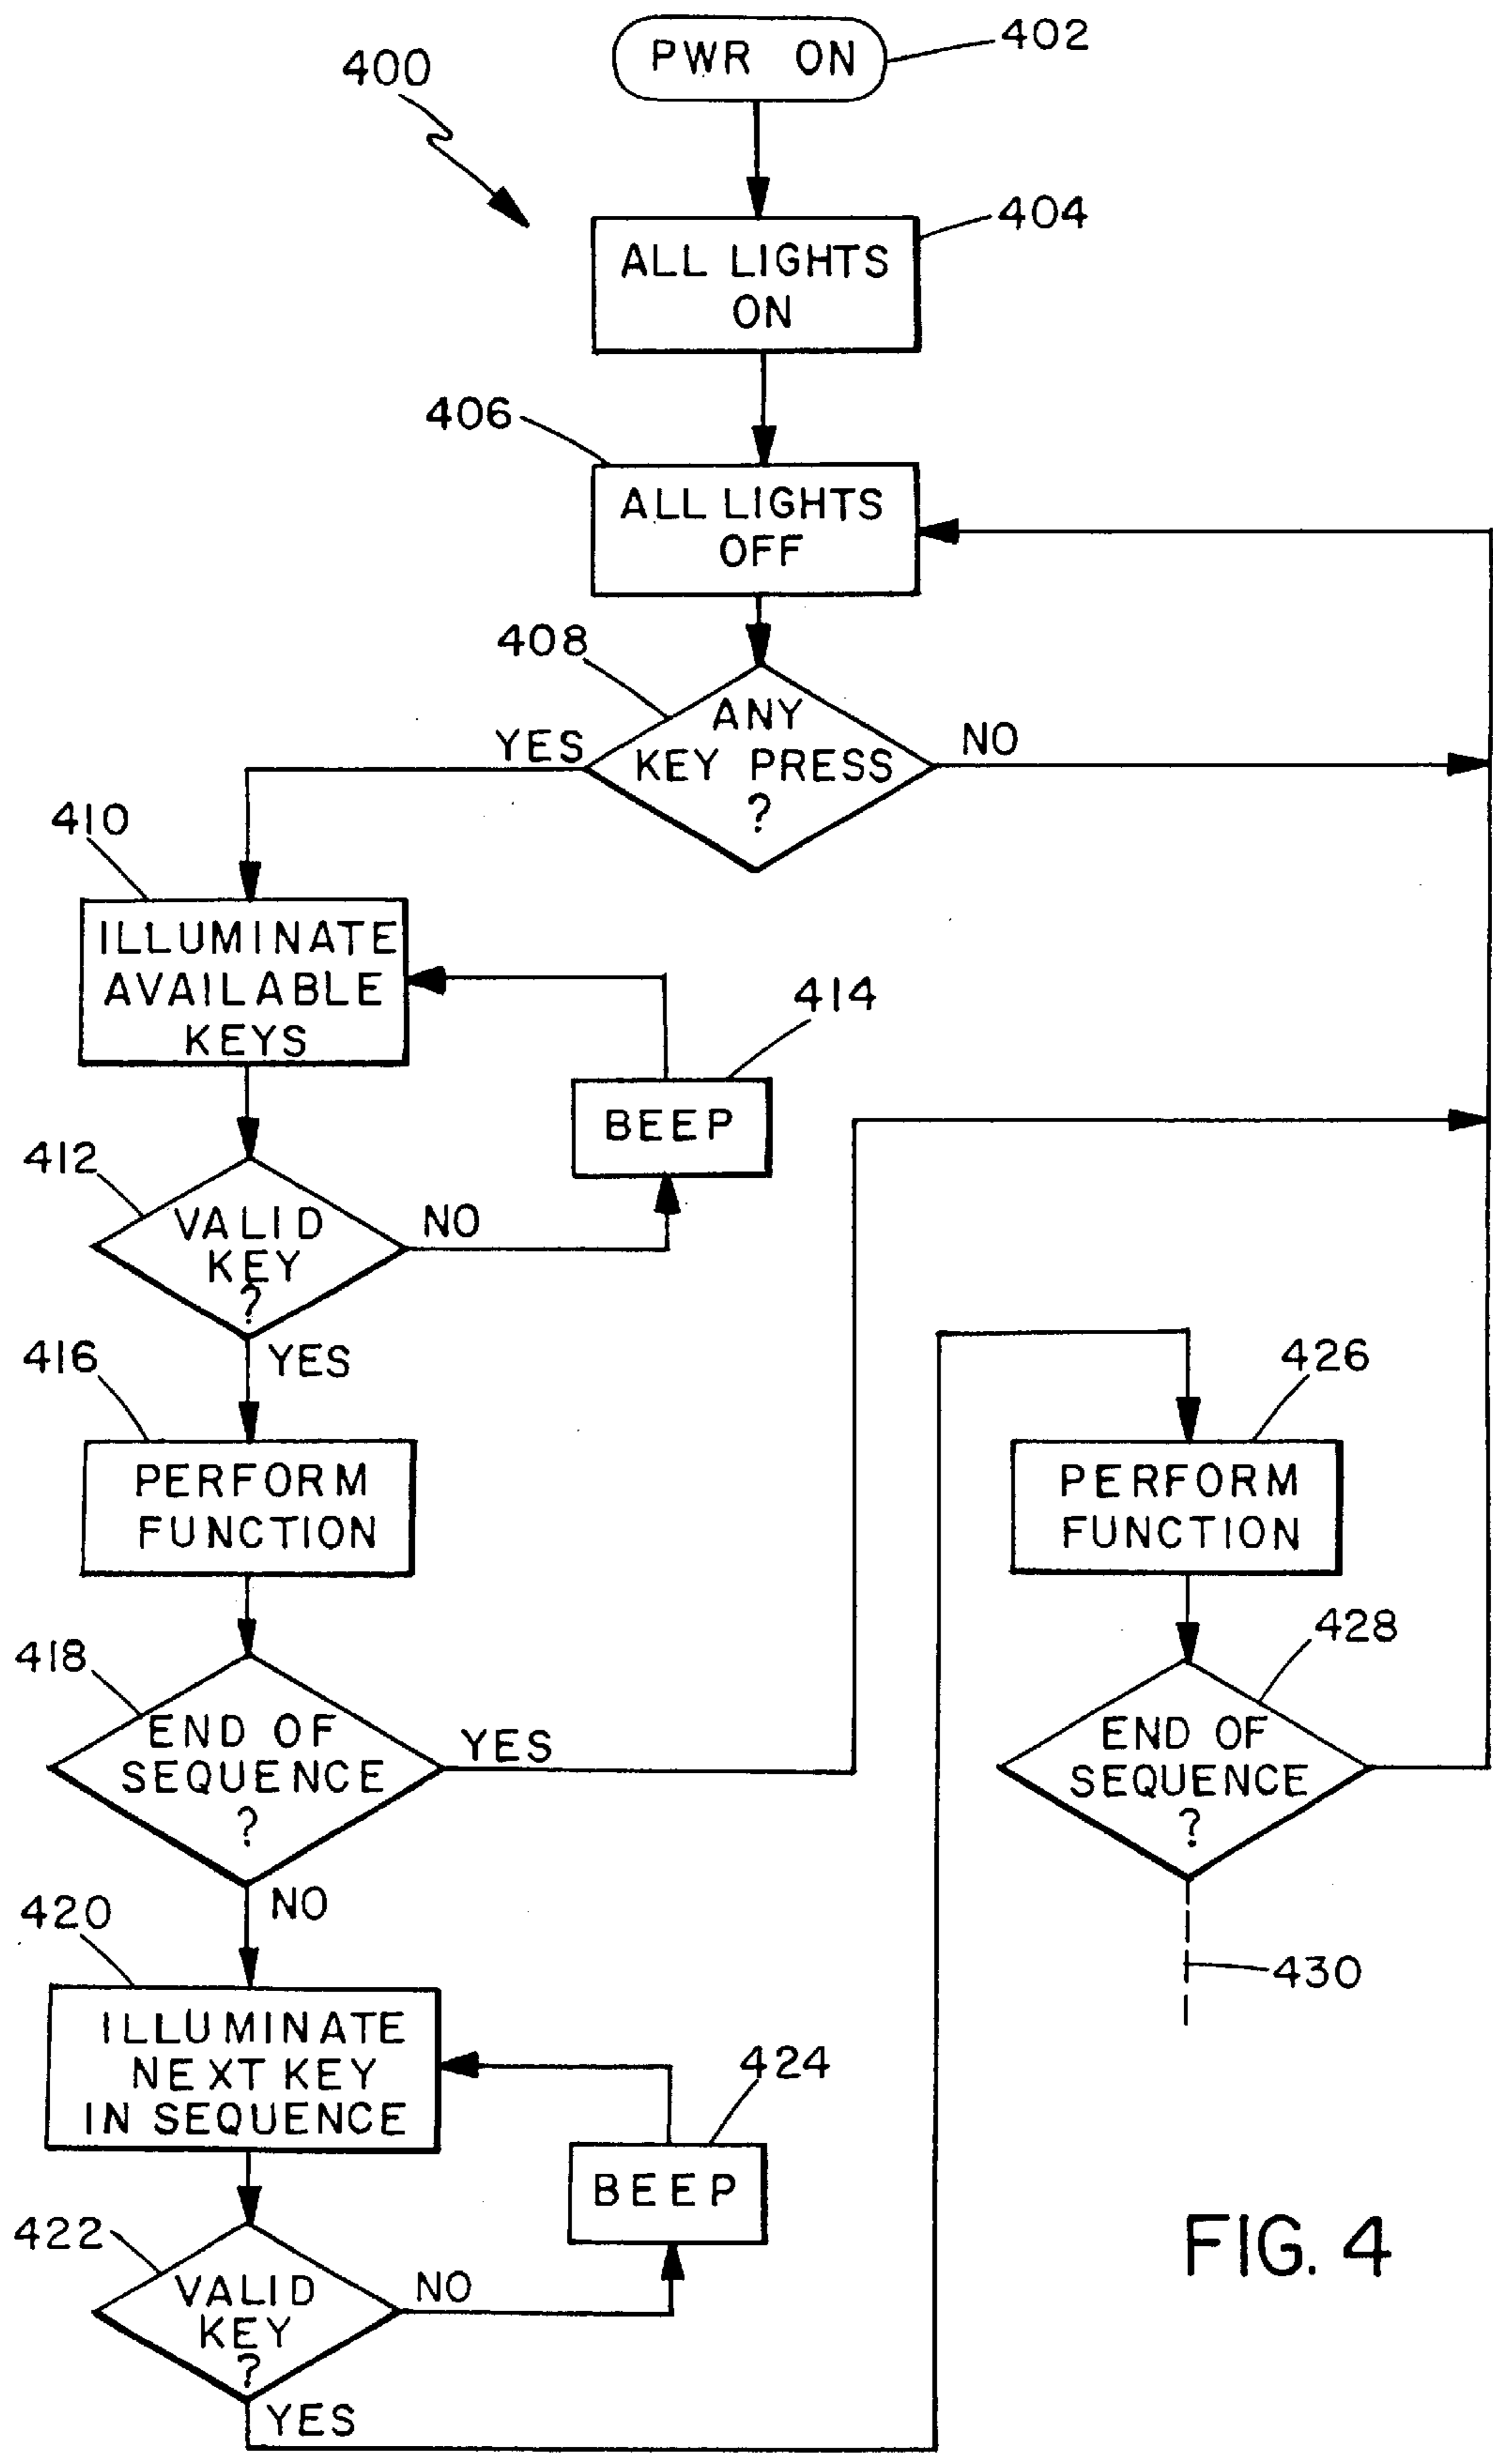 PWR ON
402
400
ALL LIGHTS
ON
404
406
ALL LIGHTS
OFF
408
ANY
KEY PRESS
?
YES
NO
410
ILLUMINATE
AVAILABLE
KEYS
414
BEEP
412
VALID
KEY
?
NO
YES
416
PERFORM
FUNCTION
418
END OF
SEQUENCE
?
YES
NO
420
ILLUMINATE
NEXT KEY
IN SEQUENCE
424
BEEP
422
VALID
KEY
?
NO
YES
426
PERFORM
FUNCTION
428
END OF
SEQUENCE
?
430
FIG. 4